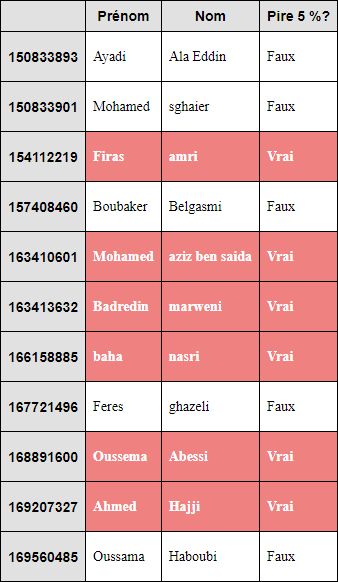 Prénom Nom Pire 5 %?
150833893 Ayadi Ala Eddin Faux
150833901 Mohamed sghaier Faux
154112219 Firas amri Vrai
157408460 Boubaker Belgasmi Faux
163410601 Mohamed aziz ben saida Vrai
163413632 Badredin marweni Vrai
166158885 baha nasri Vrai
167721496 Feres ghazeli Faux
168891600 Oussema Abessi Vrai
169207327 Ahmed Hajji Vrai
169560485 Oussama Haboubi Faux